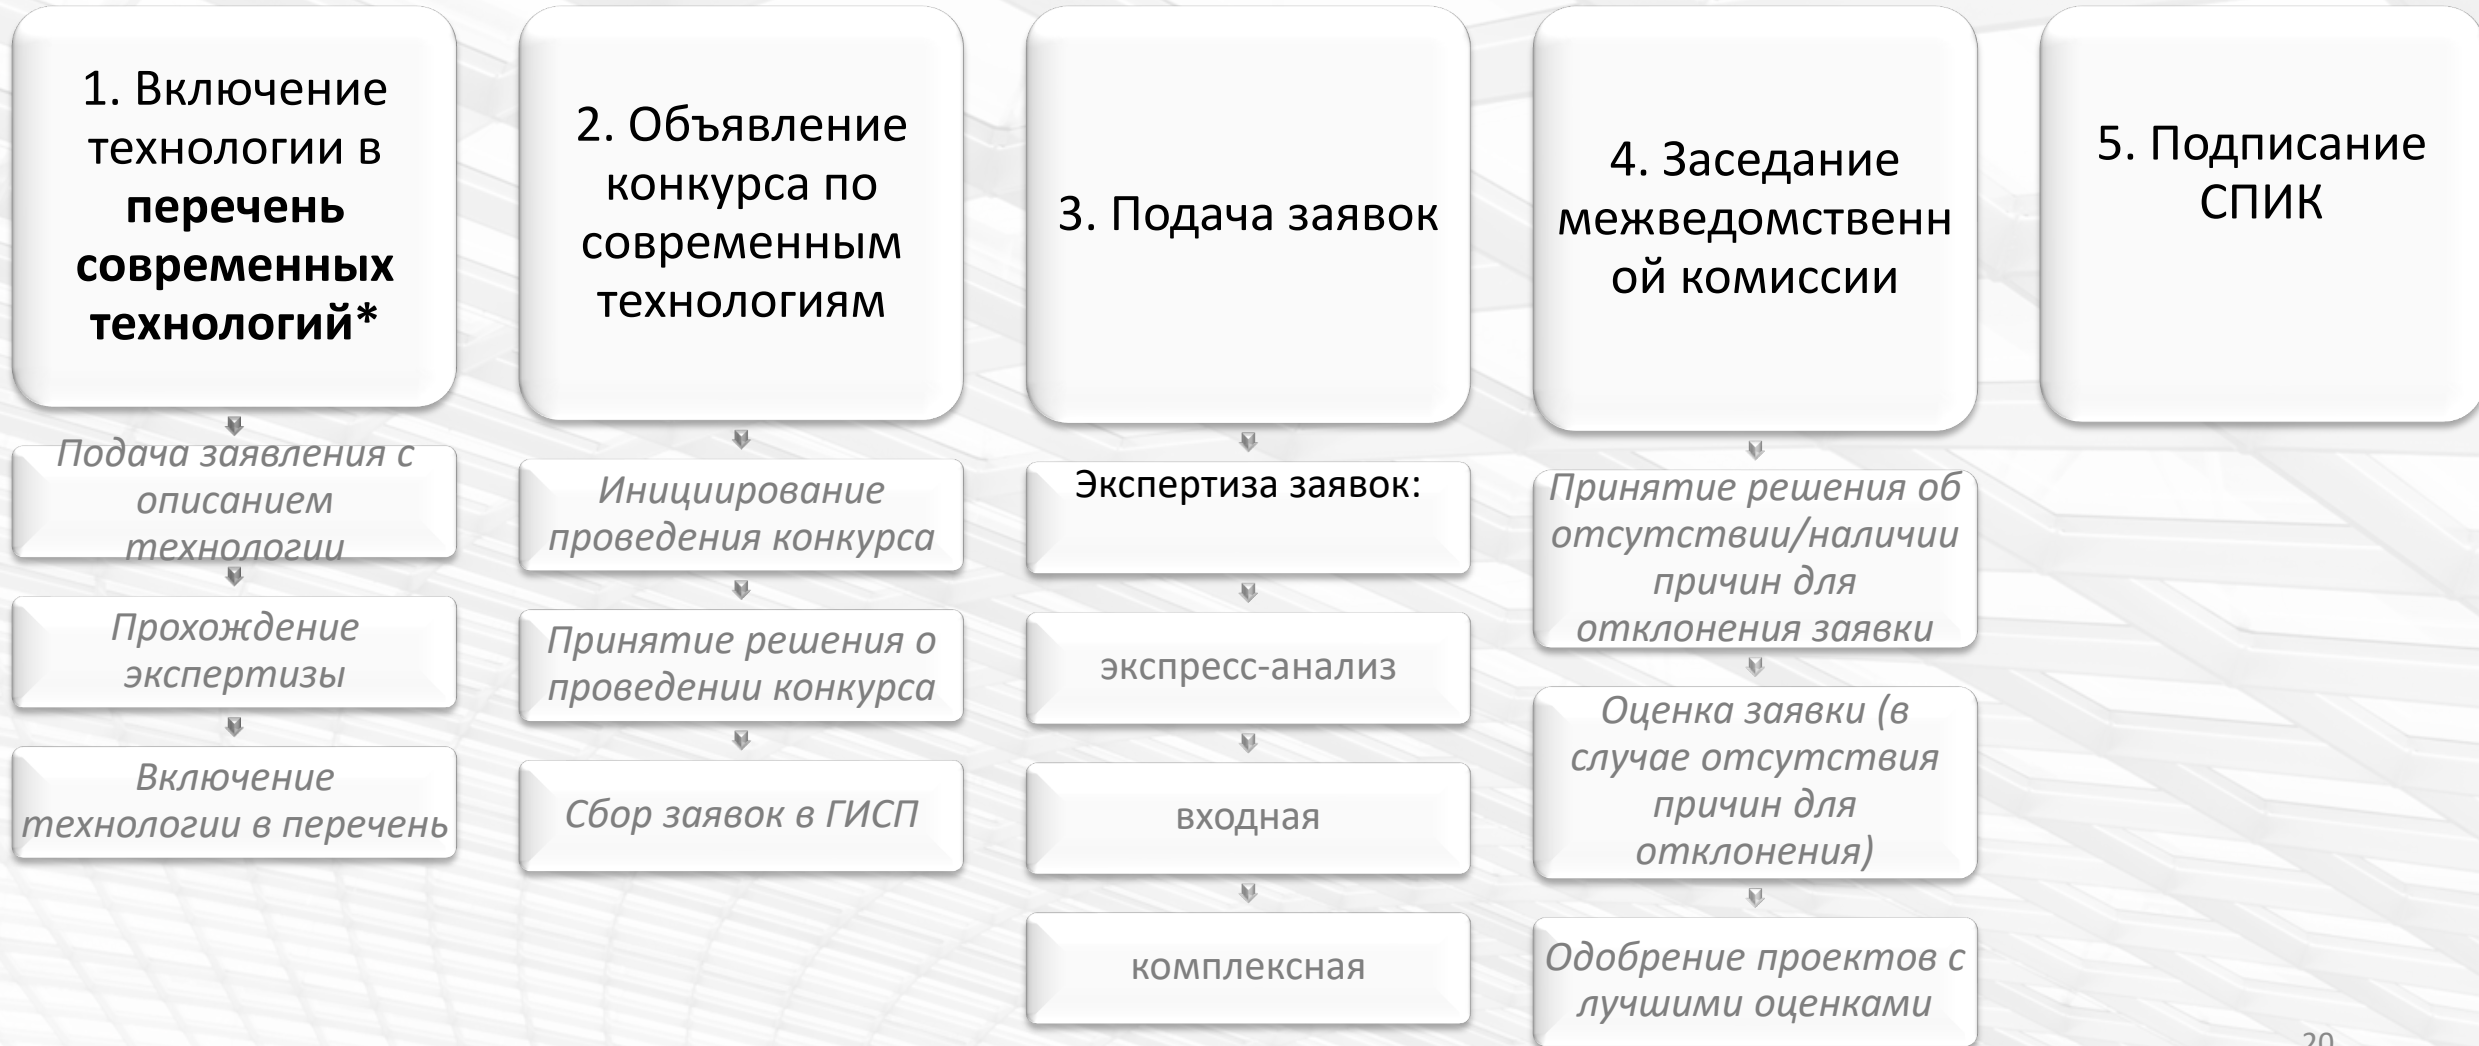 1. Включение
технологии в
перечень
современных
технологий*
Подача заявления с
описанием
технологии
Прохождение
экспертизы
Включение
технологии в перечень
2. Объявление
конкурса по
современным
технологиям
Инициирование
проведения конкурса
Принятие решения о
проведении конкурса
Сбор заявок в ГИСП
3. Подача заявок
Экспертиза заявок:
экспресс-анализ
входная
комплексная
4. Заседание
межведомственн
ой комиссии
Принятие решения об
отсутствии/наличии
причин для
отклонения заявки
Оценка заявки (в
случае отсутствия
причин для
отклонения)
Одобрение проектов с
лучшими оценками
5. Подписание
СПИК
20